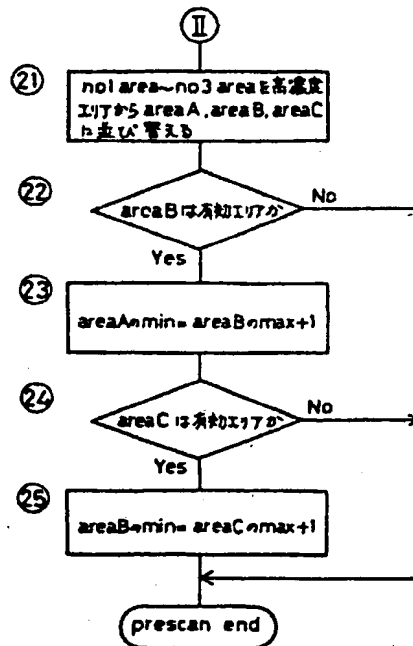 II
21
no1area~no3areaを高濃度
エリアからareaA,areaB,areaC
に並び替える
22
areaBは有効エリアか
No
Yes
23
areaAのmin=areaBのmax+1
24
areaCは有効エリアか
No
Yes
25
areaBのmin=areaCのmax+1
prescan end